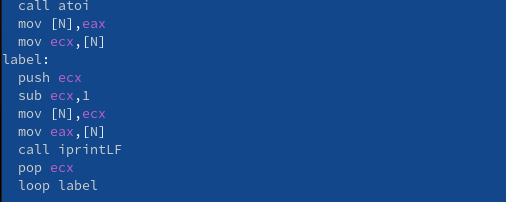 call atoi
mov [N],eax
mov ecx,[N]
label:
push ecx
sub ecx,1
mov [N],ecx
mov eax,[N]
call iprintLF
pop ecx
loop label